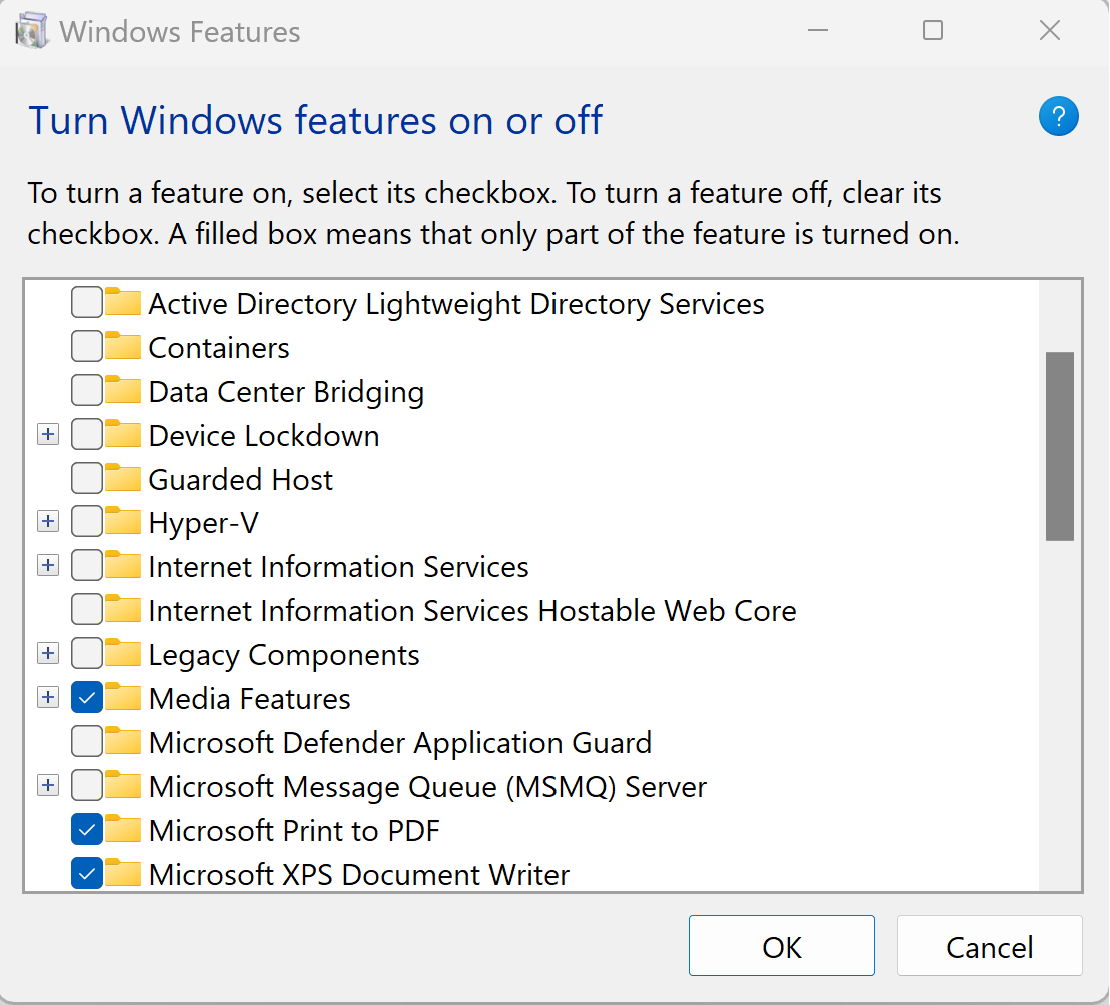 Windows Features
Turn Windows features on or off
?
To turn a feature on, select its checkbox. To turn a feature off, clear its
checkbox. A filled box means that only part of the feature is turned on.
Active Directory Lightweight Directory Services
Containers
Data Center Bridging
Device Lockdown
Guarded Host
Hyper-V
Internet Information Services
Internet Information Services Hostable Web Core
Legacy Components
Media Features
Microsoft Defender Application Guard
Microsoft Message Queue (MSMQ) Server
Microsoft Print to PDF
Microsoft XPS Document Writer
OK
Cancel